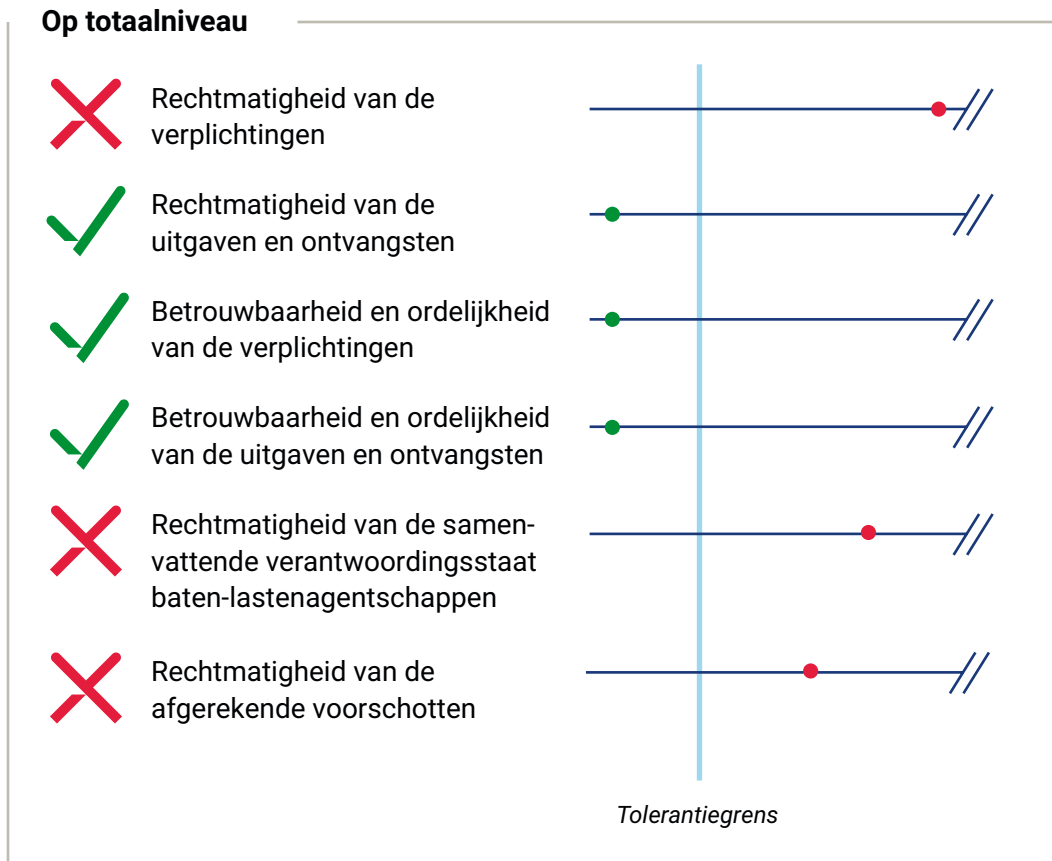 Op totaalniveau
Rechtmatigheid van de
verplichtingen
Rechtmatigheid van de
uitgaven en ontvangsten
Betrouwbaarheid en ordelijkheid
van de verplichtingen
Betrouwbaarheid en ordelijkheid
van de uitgaven en ontvangsten
Rechtmatigheid van de samen-
vattende verantwoordingsstaat
baten-lastenagentschappen
Rechtmatigheid van de
afgerekende voorschotten
Tolerantiegrens